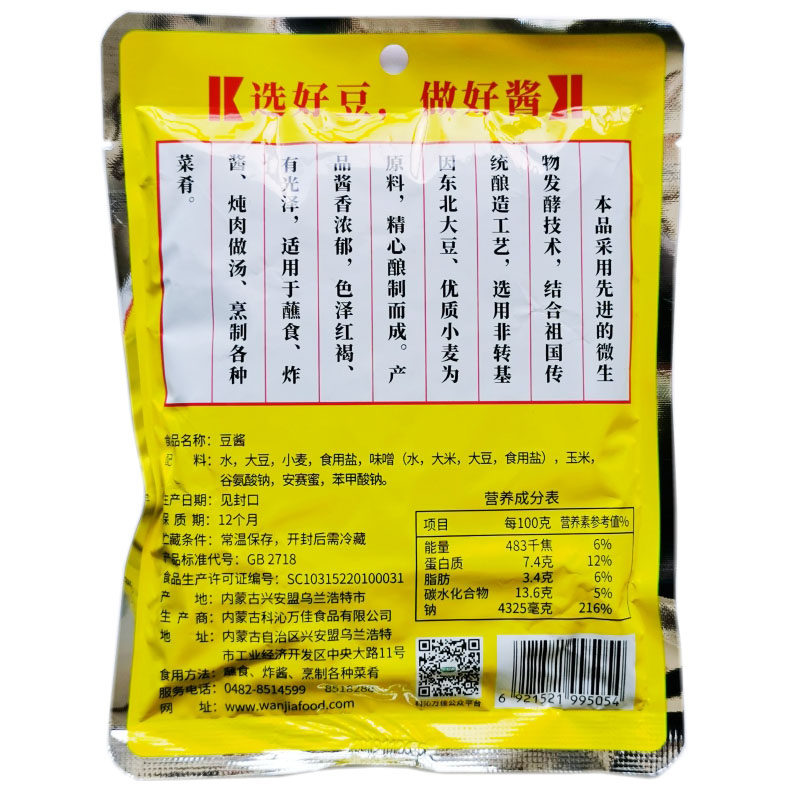 选好豆，做好酱
本品采用先进的微生
物发酵技术，结合祖国传
统酿造工艺，选用非转基
因东北大豆、优质小麦为
原料，精心酿制而成。产
品酱香浓郁，色泽红褐、
有光泽，适用于蘸食、炸
酱、炖肉做汤、烹制各种
菜肴。
食品名称：豆酱
配 料：水，大豆，小麦，食用盐，味噌（水，大米，大豆，食用盐），玉米，
谷氨酸钠，安赛蜜，苯甲酸钠。
生产日期：见封口
保 质 期：12个月
贮藏条件：常温保存，开封后需冷藏
产品标准代号：GB 2718
食品生产许可证编号：SC10315220100031
产 地：内蒙古兴安盟乌兰浩特市
生 产 商：内蒙古科沁万佳食品有限公司
地 址：内蒙古自治区兴安盟乌兰浩特
市工业经济开发区中央大路11号
食用方法：蘸食、炸酱、烹制各种菜肴
服务电话：0482-8514599 8518288
网 址：www.wanjiafood.com
营养成分表
项目 每100克 营养素参考值%
能量 483千焦 6%
蛋白质 7.4克 12%
脂肪 3.4克 6%
碳水化合物 13.6克 5%
钠 4325毫克 216%
科沁万佳公众平台
6 921521 995054